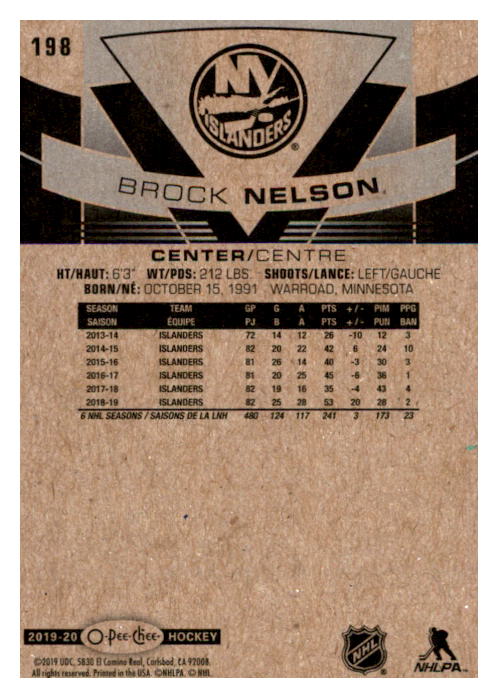 198
NY
ISLANDERS
®
BROCK NELSON
CENTER/CENTRE
HT/HAUT: 6'3" WT/PDS: 212 LBS. SHOOTS/LANCE: LEFT/GAUCHE
BORN/NÉ: OCTOBER 15, 1991 WARROAD, MINNESOTA
SEASON TEAM GP G A PTS +/- PIM PPG
SAISON ÉQUIPE PJ B A PTS +/- PUN BAN
2013-14 ISLANDERS 72 14 12 26 -10 12 3
2014-15 ISLANDERS 82 20 22 42 6 24 10
2015-16 ISLANDERS 81 26 14 40 -3 30 3
2016-17 ISLANDERS 81 20 25 45 -6 36 1
2017-18 ISLANDERS 82 19 16 35 -4 43 4
2018-19 ISLANDERS 82 25 28 53 20 28 2
6 NHL SEASONS / SAISONS DE LA LNH 480 124 117 241 3 173 23
2019-20 O-Pee-Chee HOCKEY
©2019 UDC, 5830 El Camino Real, Carlsbad, CA 92008.
All rights reserved. Printed in the USA. ©NHLPA. © NHL
NHL ®
NHLPA